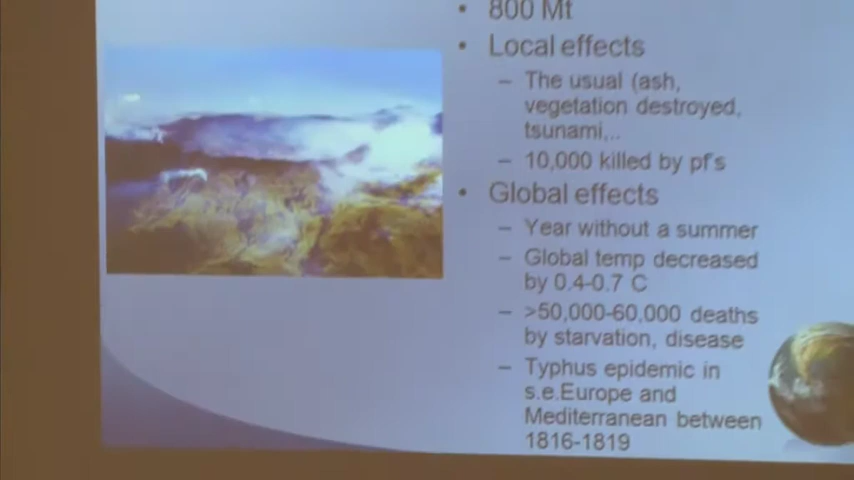 • 800 Mt
• Local effects
– The usual (ash,
vegetation destroyed,
tsunami,..
– 10,000 killed by pf's
• Global effects
– Year without a summer
– Global temp decreased
by 0.4-0.7 C
– >50,000-60.000 deaths
by starvation, disease
– Typhus epidemic in
s.e.Europe and
Mediterranean between
1816-1819